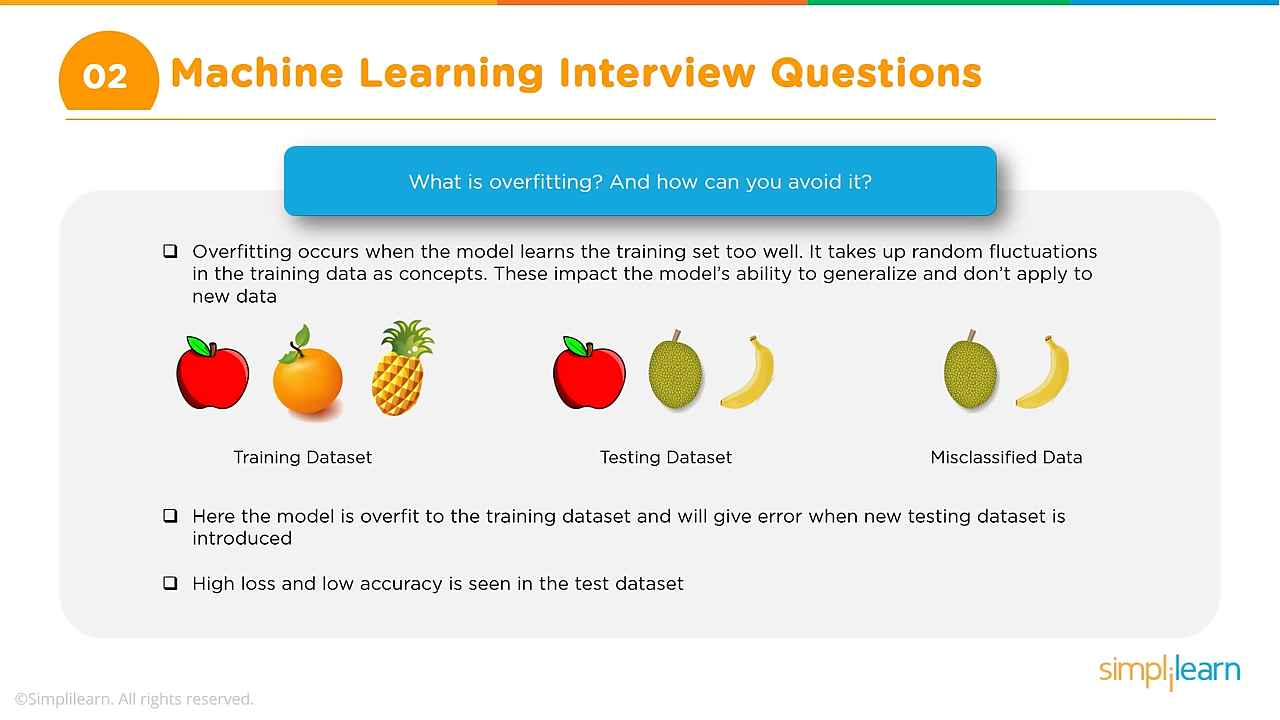 02
Machine Learning Interview Questions
What is overfitting? And how can you avoid it?
Overfitting occurs when the model learns the training set too well. It takes up random fluctuations
in the training data as concepts. These impact the model’s ability to generalize and don’t apply to
new data
Training Dataset
Testing Dataset
Misclassified Data
Here the model is overfit to the training dataset and will give error when new testing dataset is
introduced
High loss and low accuracy is seen in the test dataset
simplilearn
©Simplilearn. All rights reserved.